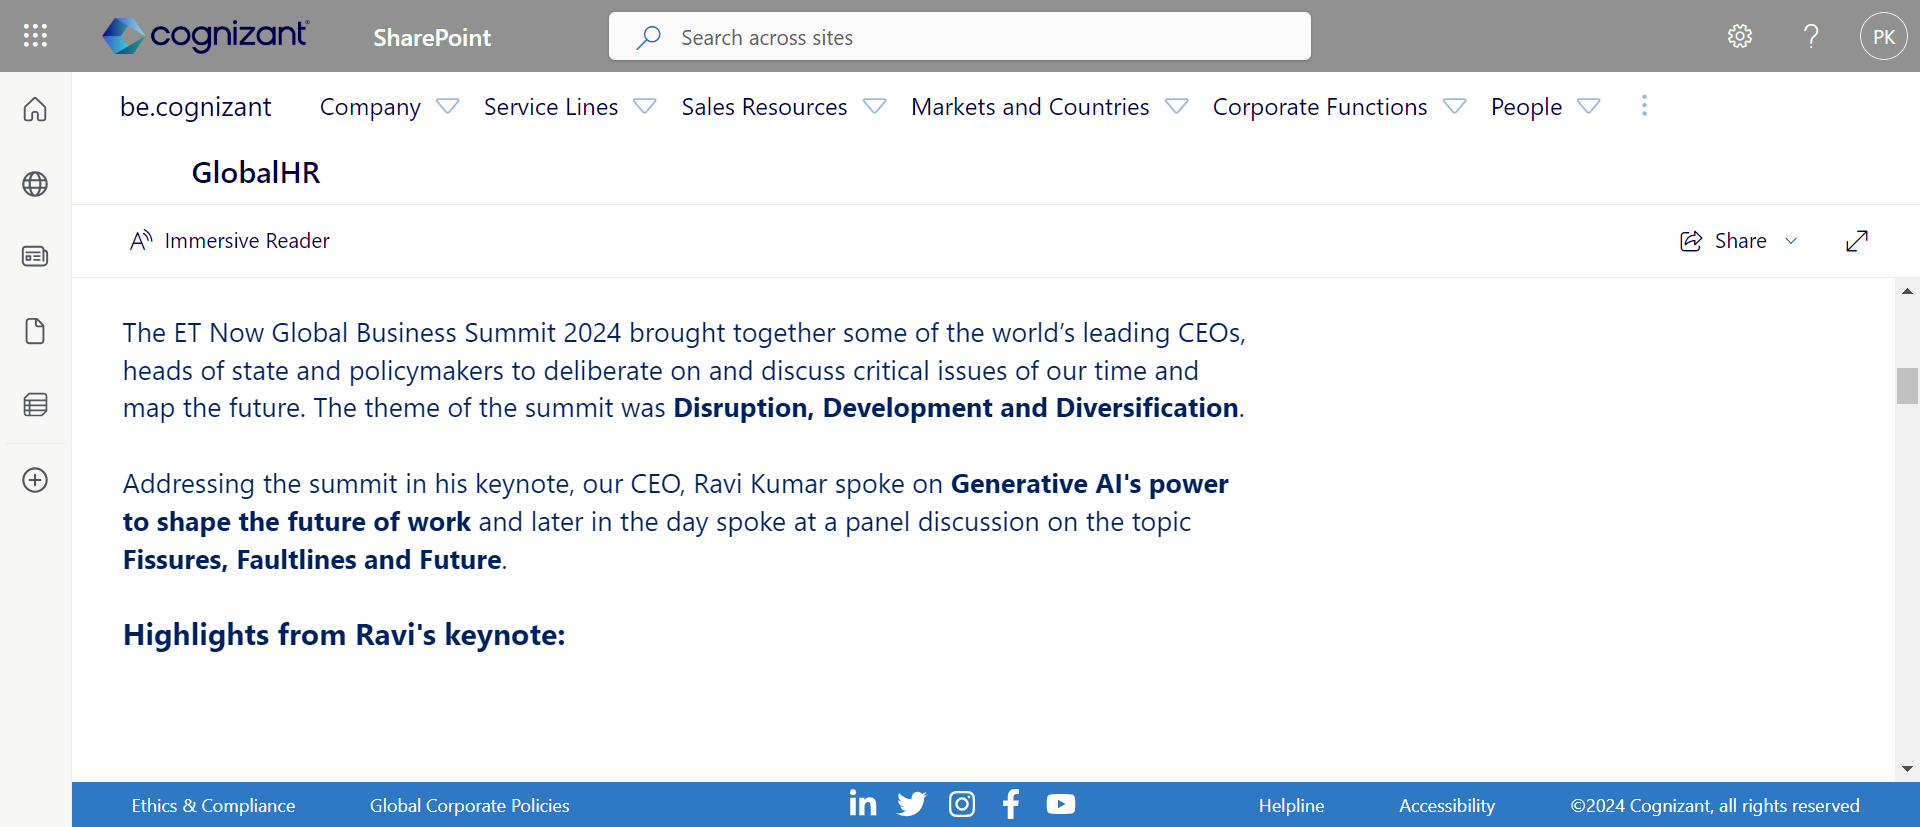 cognizant
SharePoint
Search across sites
PK
be.cognizant
Company
Service Lines
Sales Resources
Markets and Countries
Corporate Functions
People
GlobalHR
Immersive Reader
Share
The ET Now Global Business Summit 2024 brought together some of the world’s leading CEOs,
heads of state and policymakers to deliberate on and discuss critical issues of our time and
map the future. The theme of the summit was Disruption, Development and Diversification.
Addressing the summit in his keynote, our CEO, Ravi Kumar spoke on Generative AI's power
to shape the future of work and later in the day spoke at a panel discussion on the topic
Fissures, Faultlines and Future.
Highlights from Ravi's keynote:
Ethics & Compliance
Global Corporate Policies
Helpline
Accessibility
©2024 Cognizant, all rights reserved